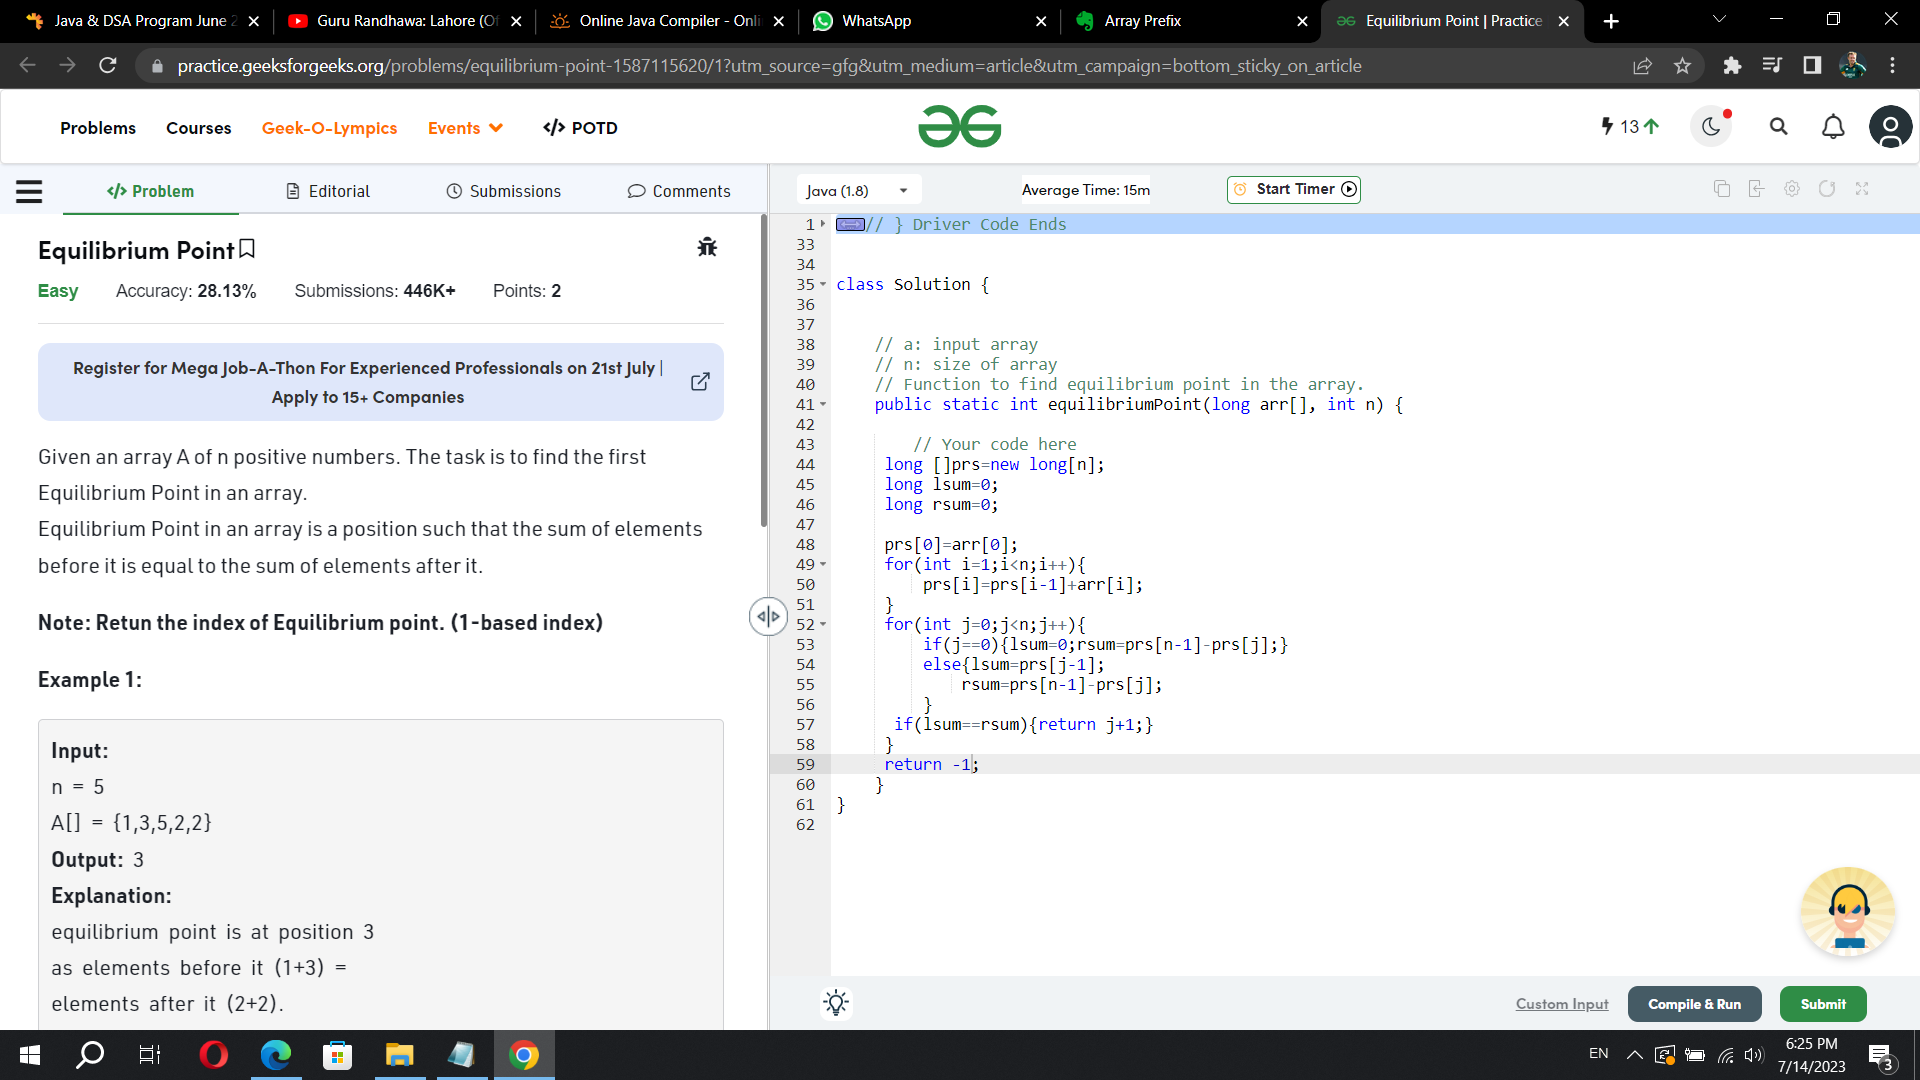 Java & DSA Program June 2
Guru Randhawa: Lahore (Of
Online Java Compiler - Onli
WhatsApp
Array Prefix
Equilibrium Point | Practice
practice.geeksforgeeks.org/problems/equilibrium-point-1587115620/1?utm_source=gfg&utm_medium=article&utm_campaign=bottom_sticky_on_article
Problems
Courses
Geek-O-Lympics
Events
</> POTD
13
</> Problem
Editorial
Submissions
Comments
Java (1.8)
Average Time: 15m
Start Timer
Equilibrium Point
Easy
Accuracy: 28.13%
Submissions: 446K+
Points: 2
Register for Mega Job-A-Thon For Experienced Professionals on 21st July |
Apply to 15+ Companies
Given an array A of n positive numbers. The task is to find the first
Equilibrium Point in an array.
Equilibrium Point in an array is a position such that the sum of elements
before it is equal to the sum of elements after it.
Note: Retun the index of Equilibrium point. (1-based index)
Example 1:
Input:
n = 5
A[] = {1,3,5,2,2}
Output: 3
Explanation:
equilibrium point is at position 3
as elements before it (1+3) =
elements after it (2+2).
1 // } Driver Code Ends
33
34
35 class Solution {
36
37
38 // a: input array
39 // n: size of array
40 // Function to find equilibrium point in the array.
41 public static int equilibriumPoint(long arr[], int n) {
42
43 // Your code here
44 long []prs=new long[n];
45 long lsum=0;
46 long rsum=0;
47
48 prs[0]=arr[0];
49 for(int i=1;i<n;i++){
50 prs[i]=prs[i-1]+arr[i];
51 }
52 for(int j=0;j<n;j++){
53 if(j==0){lsum=0;rsum=prs[n-1]-prs[j];}
54 else{lsum=prs[j-1];
55 rsum=prs[n-1]-prs[j];
56 }
57 if(lsum==rsum){return j+1;}
58 }
59 return -1;
60 }
61 }
62
Custom Input
Compile & Run
Submit
EN
6:25 PM
7/14/2023
3